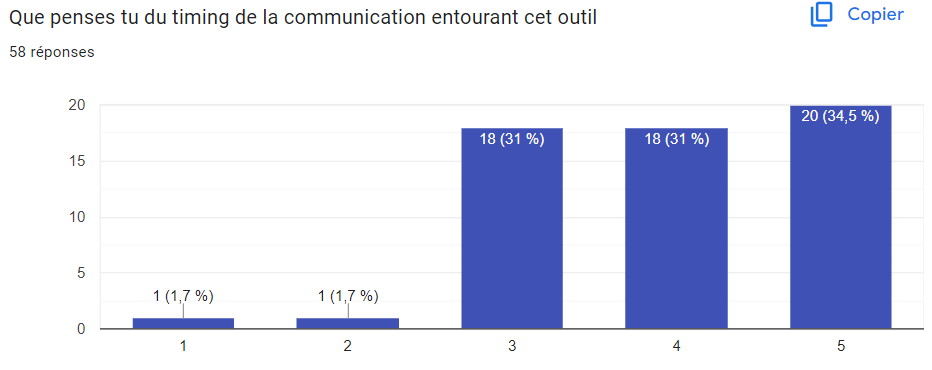 Que penses tu du timing de la communication entourant cet outil
Copier
58 réponses
20
15
10
5
0
1 (1,7 %)
1 (1,7 %)
18 (31 %)
18 (31 %)
20 (34,5 %)
1
2
3
4
5